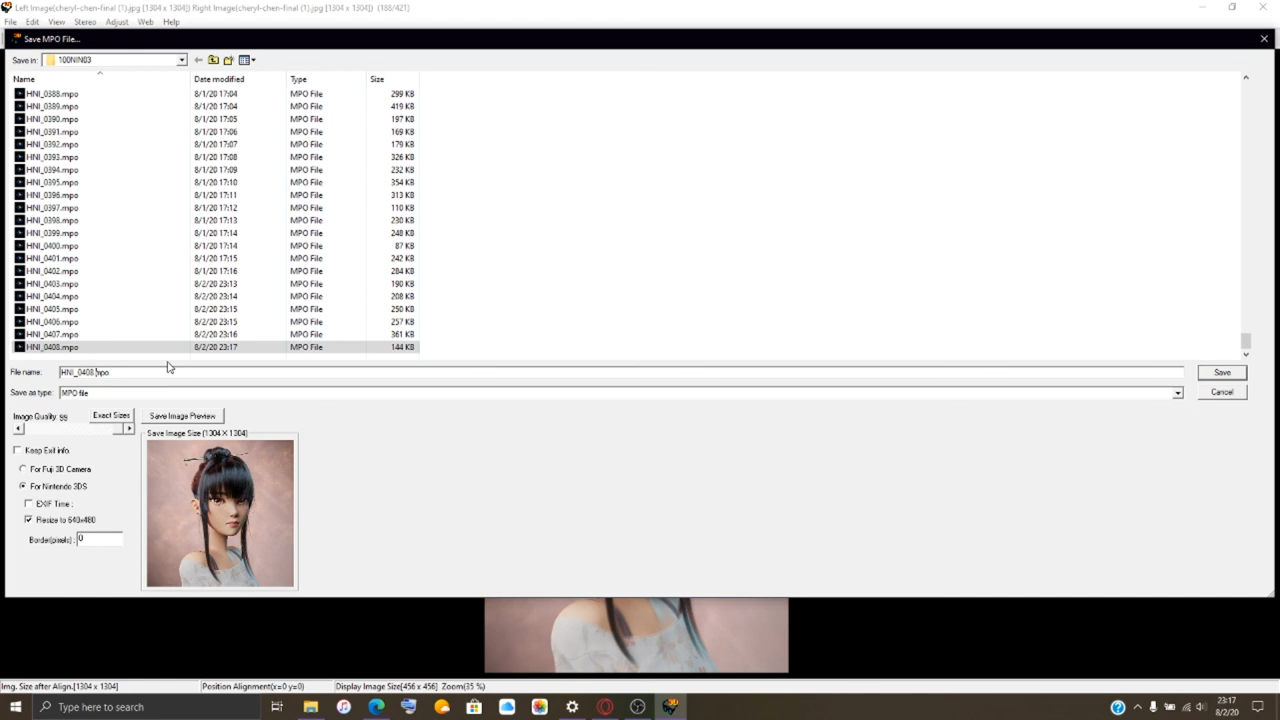 Left Image(cheryl-chen-final (1).jpg [1304 x 1304]) Right Image(cheryl-chen-final (1).jpg [1304 x 1304]) (188/421)
File Edit View Stereo Adjust Web Help
Save MPO File...
Save in: 100NIN03
Name Date modified Type Size
HNI_0388.mpo 8/1/20 17:04 MPO File 299 KB
HNI_0389.mpo 8/1/20 17:04 MPO File 419 KB
HNI_0390.mpo 8/1/20 17:05 MPO File 197 KB
HNI_0391.mpo 8/1/20 17:06 MPO File 169 KB
HNI_0392.mpo 8/1/20 17:07 MPO File 179 KB
HNI_0393.mpo 8/1/20 17:08 MPO File 326 KB
HNI_0394.mpo 8/1/20 17:09 MPO File 232 KB
HNI_0395.mpo 8/1/20 17:10 MPO File 354 KB
HNI_0396.mpo 8/1/20 17:11 MPO File 313 KB
HNI_0397.mpo 8/1/20 17:12 MPO File 110 KB
HNI_0398.mpo 8/1/20 17:13 MPO File 230 KB
HNI_0399.mpo 8/1/20 17:14 MPO File 248 KB
HNI_0400.mpo 8/1/20 17:14 MPO File 87 KB
HNI_0401.mpo 8/1/20 17:15 MPO File 242 KB
HNI_0402.mpo 8/1/20 17:16 MPO File 284 KB
HNI_0403.mpo 8/2/20 23:13 MPO File 190 KB
HNI_0404.mpo 8/2/20 23:14 MPO File 208 KB
HNI_0405.mpo 8/2/20 23:15 MPO File 250 KB
HNI_0406.mpo 8/2/20 23:15 MPO File 257 KB
HNI_0407.mpo 8/2/20 23:16 MPO File 361 KB
HNI_0408.mpo 8/2/20 23:17 MPO File 144 KB
File name: HNI_0408.mpo Save
Save as type: MPO file Cancel
Image Quality: 99 Exact Sizes Save Image Preview
Save Image Size (1304×1304)
Keep Exif info.
For Fuji 3D Camera
For Nintendo 3DS
EXIF Time :
Resize to 640x480
Border(pixels) : 0
Img. Size after Align.[1304 x 1304] Position Alignment(x=0 y=0) Display Image Size[456 x 456] Zoom(35 %)
Type here to search
23:17
8/2/20